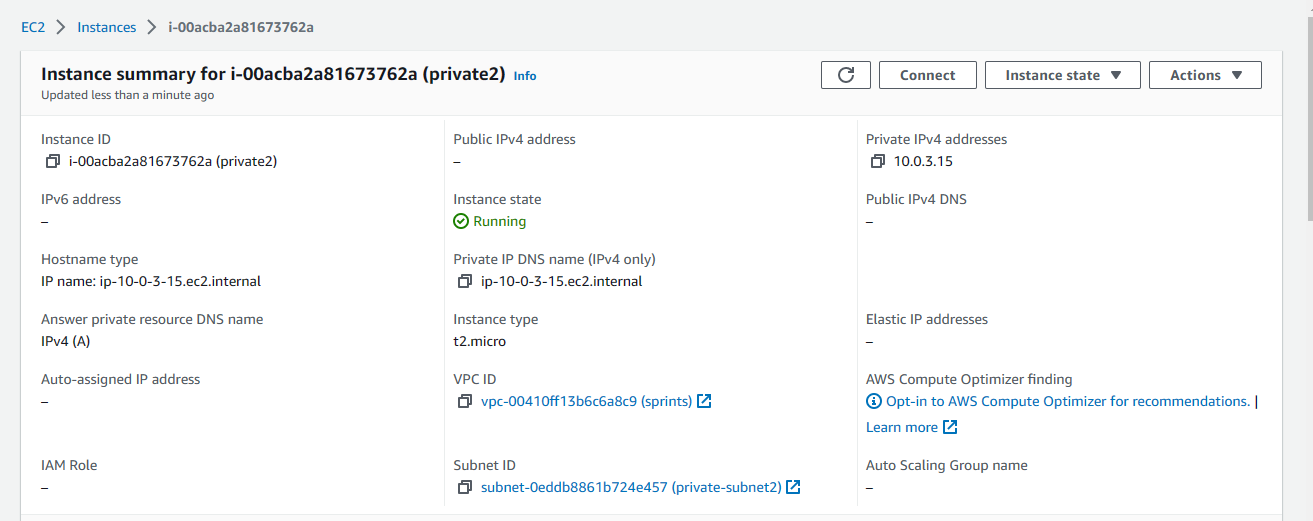 EC2 > Instances > i-00acba2a81673762a
Instance summary for i-00acba2a81673762a (private2) Info
Updated less than a minute ago
Connect
Instance state
Actions
Instance ID
i-00acba2a81673762a (private2)
Public IPv4 address
–
Private IPv4 addresses
10.0.3.15
IPv6 address
–
Instance state
Running
Public IPv4 DNS
–
Hostname type
IP name: ip-10-0-3-15.ec2.internal
Private IP DNS name (IPv4 only)
ip-10-0-3-15.ec2.internal
Answer private resource DNS name
IPv4 (A)
Instance type
t2.micro
Elastic IP addresses
–
Auto-assigned IP address
–
VPC ID
vpc-00410ff13b6c6a8c9 (sprints)
AWS Compute Optimizer finding
Opt-in to AWS Compute Optimizer for recommendations. |
Learn more
IAM Role
–
Subnet ID
subnet-0eddb8861b724e457 (private-subnet2)
Auto Scaling Group name
–